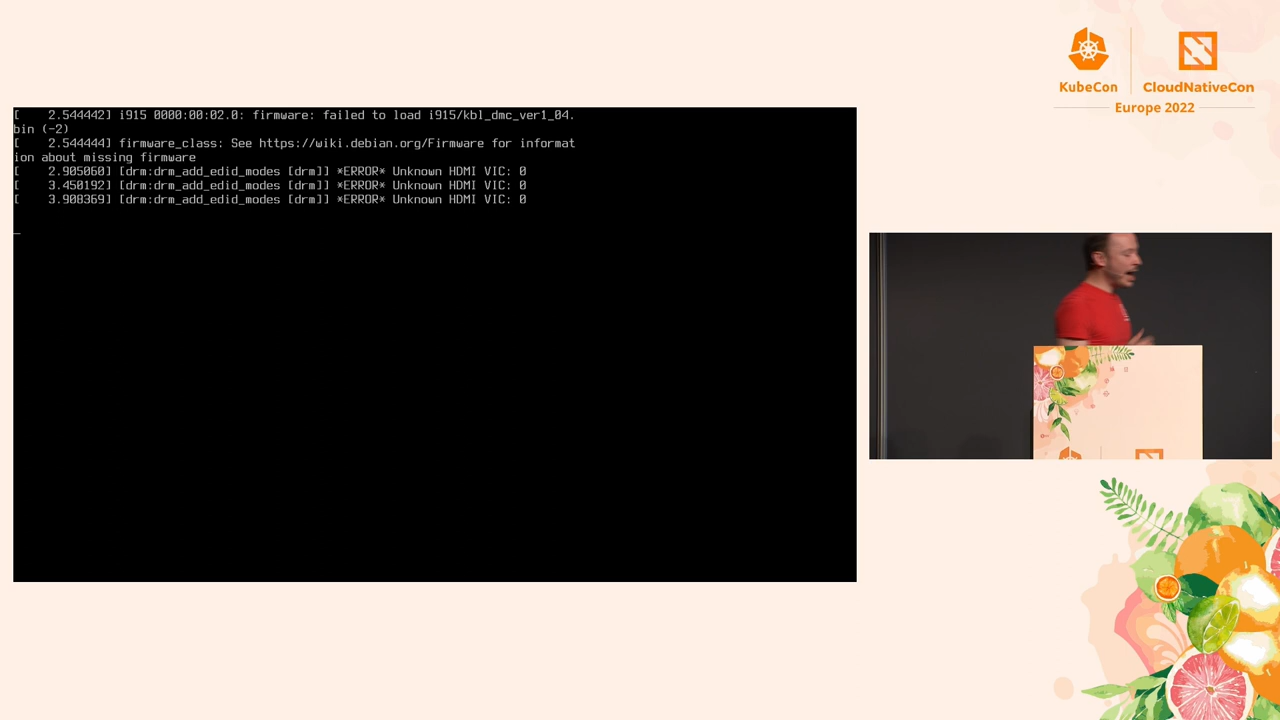 KubeCon
CloudNativeCon
Europe 2022
[    2.544442] i915 0000:00:02.0: firmware: failed to load i915/kbl_dmc_ver1_04.
bin (-2)
[    2.544444] firmware_class: See https://wiki.debian.org/Firmware for informat
ion about missing firmware
[    2.905060] [drm:drm_add_edid_modes [drm]] *ERROR* Unknown HDMI VIC: 0
[    3.450192] [drm:drm_add_edid_modes [drm]] *ERROR* Unknown HDMI VIC: 0
[    3.908369] [drm:drm_add_edid_modes [drm]] *ERROR* Unknown HDMI VIC: 0
_